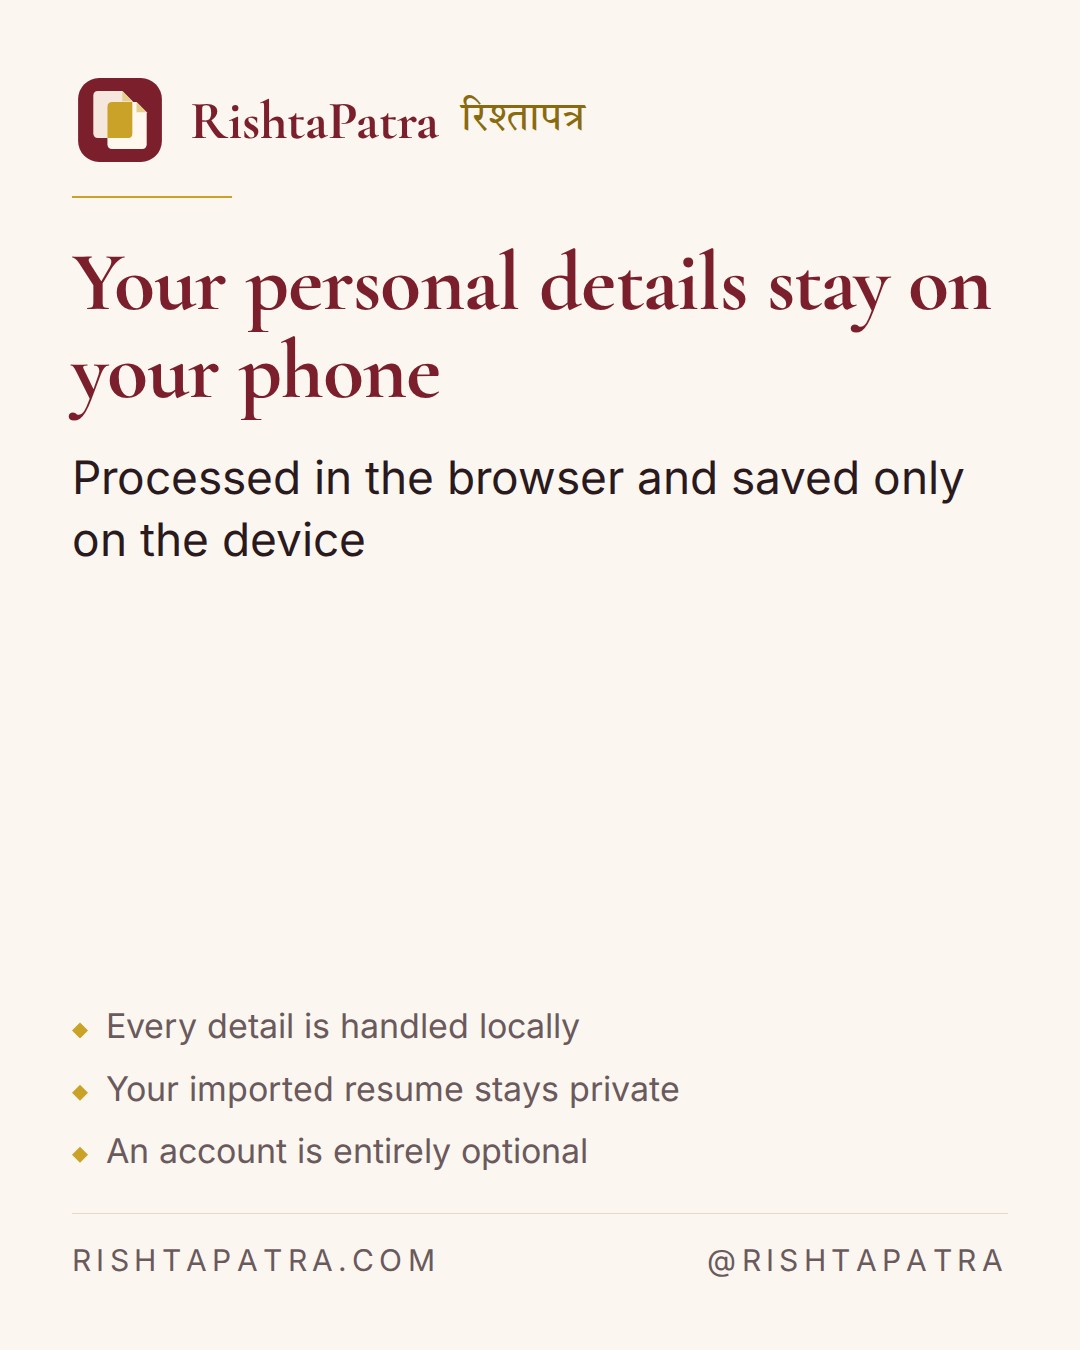 RishtaPatra रिश्तापत्र
Your personal details stay on
your phone
Processed in the browser and saved only
on the device
Every detail is handled locally
Your imported resume stays private
An account is entirely optional
RISHTAPATRA.COM @RISHTAPATRA